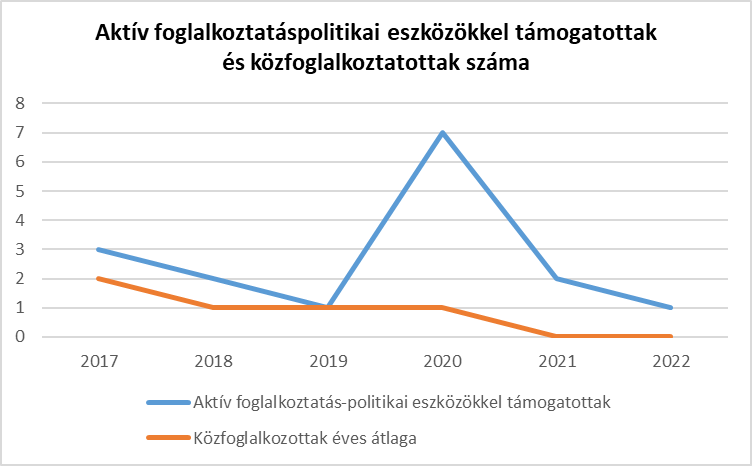 Aktív foglalkoztatáspolitikai eszközökkel támogatottak
és közfoglalkoztatottak száma
8
7
6
5
4
3
2
1
0
2017 2018 2019 2020 2021 2022
Aktív foglalkoztatás-politikai eszközökkel támogatottak
Közfoglalkozottak éves átlaga